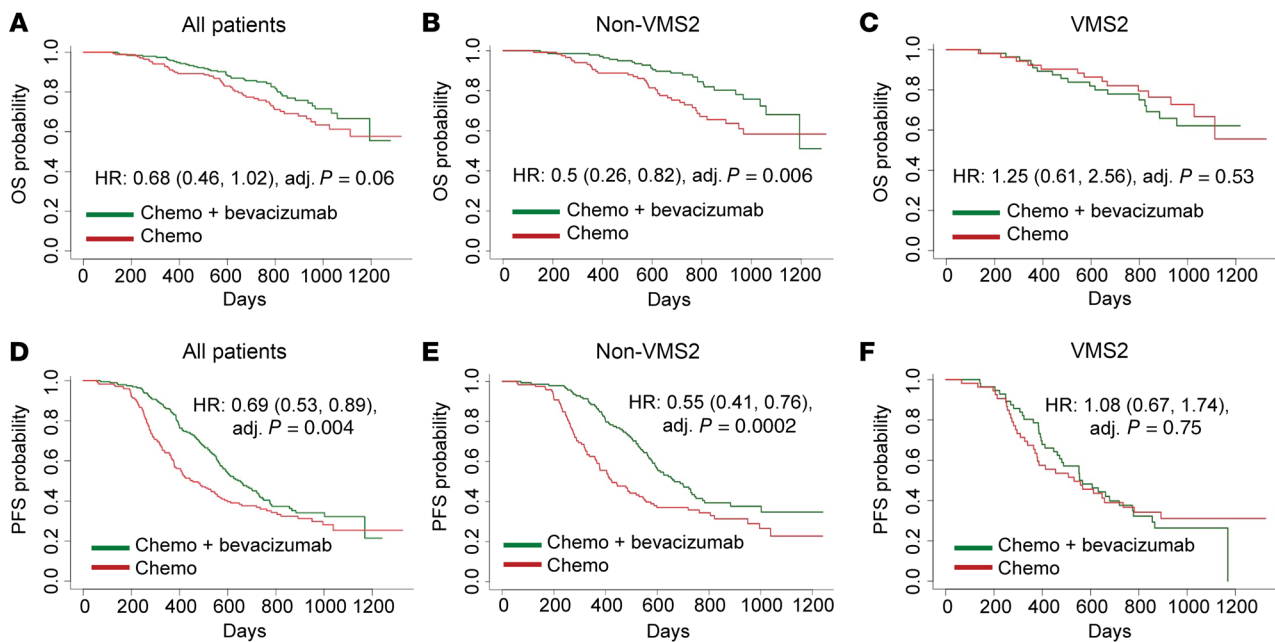 A
All patients
OS probability
1.0
0.8
0.6
0.4
0.2
0.0
HR: 0.68 (0.46, 1.02), adj. P = 0.06
Chemo + bevacizumab
Chemo
0 200 400 600 800 1000 1200
Days
B
Non-VMS2
OS probability
1.0
0.8
0.6
0.4
0.2
0.0
HR: 0.5 (0.26, 0.82), adj. P = 0.006
Chemo + bevacizumab
Chemo
0 200 400 600 800 1000 1200
Days
C
VMS2
OS probability
1.0
0.8
0.6
0.4
0.2
0.0
HR: 1.25 (0.61, 2.56), adj. P = 0.53
Chemo + bevacizumab
Chemo
0 200 400 600 800 1000 1200
Days
D
All patients
PFS probability
1.0
0.8
0.6
0.4
0.2
0.0
HR: 0.69 (0.53, 0.89),
adj. P = 0.004
Chemo + bevacizumab
Chemo
0 200 400 600 800 1000 1200
Days
E
Non-VMS2
PFS probability
1.0
0.8
0.6
0.4
0.2
0.0
HR: 0.55 (0.41, 0.76),
adj. P = 0.0002
Chemo + bevacizumab
Chemo
0 200 400 600 800 1000 1200
Days
F
VMS2
PFS probability
1.0
0.8
0.6
0.4
0.2
0.0
HR: 1.08 (0.67, 1.74),
adj. P = 0.75
Chemo + bevacizumab
Chemo
0 200 400 600 800 1000 1200
Days